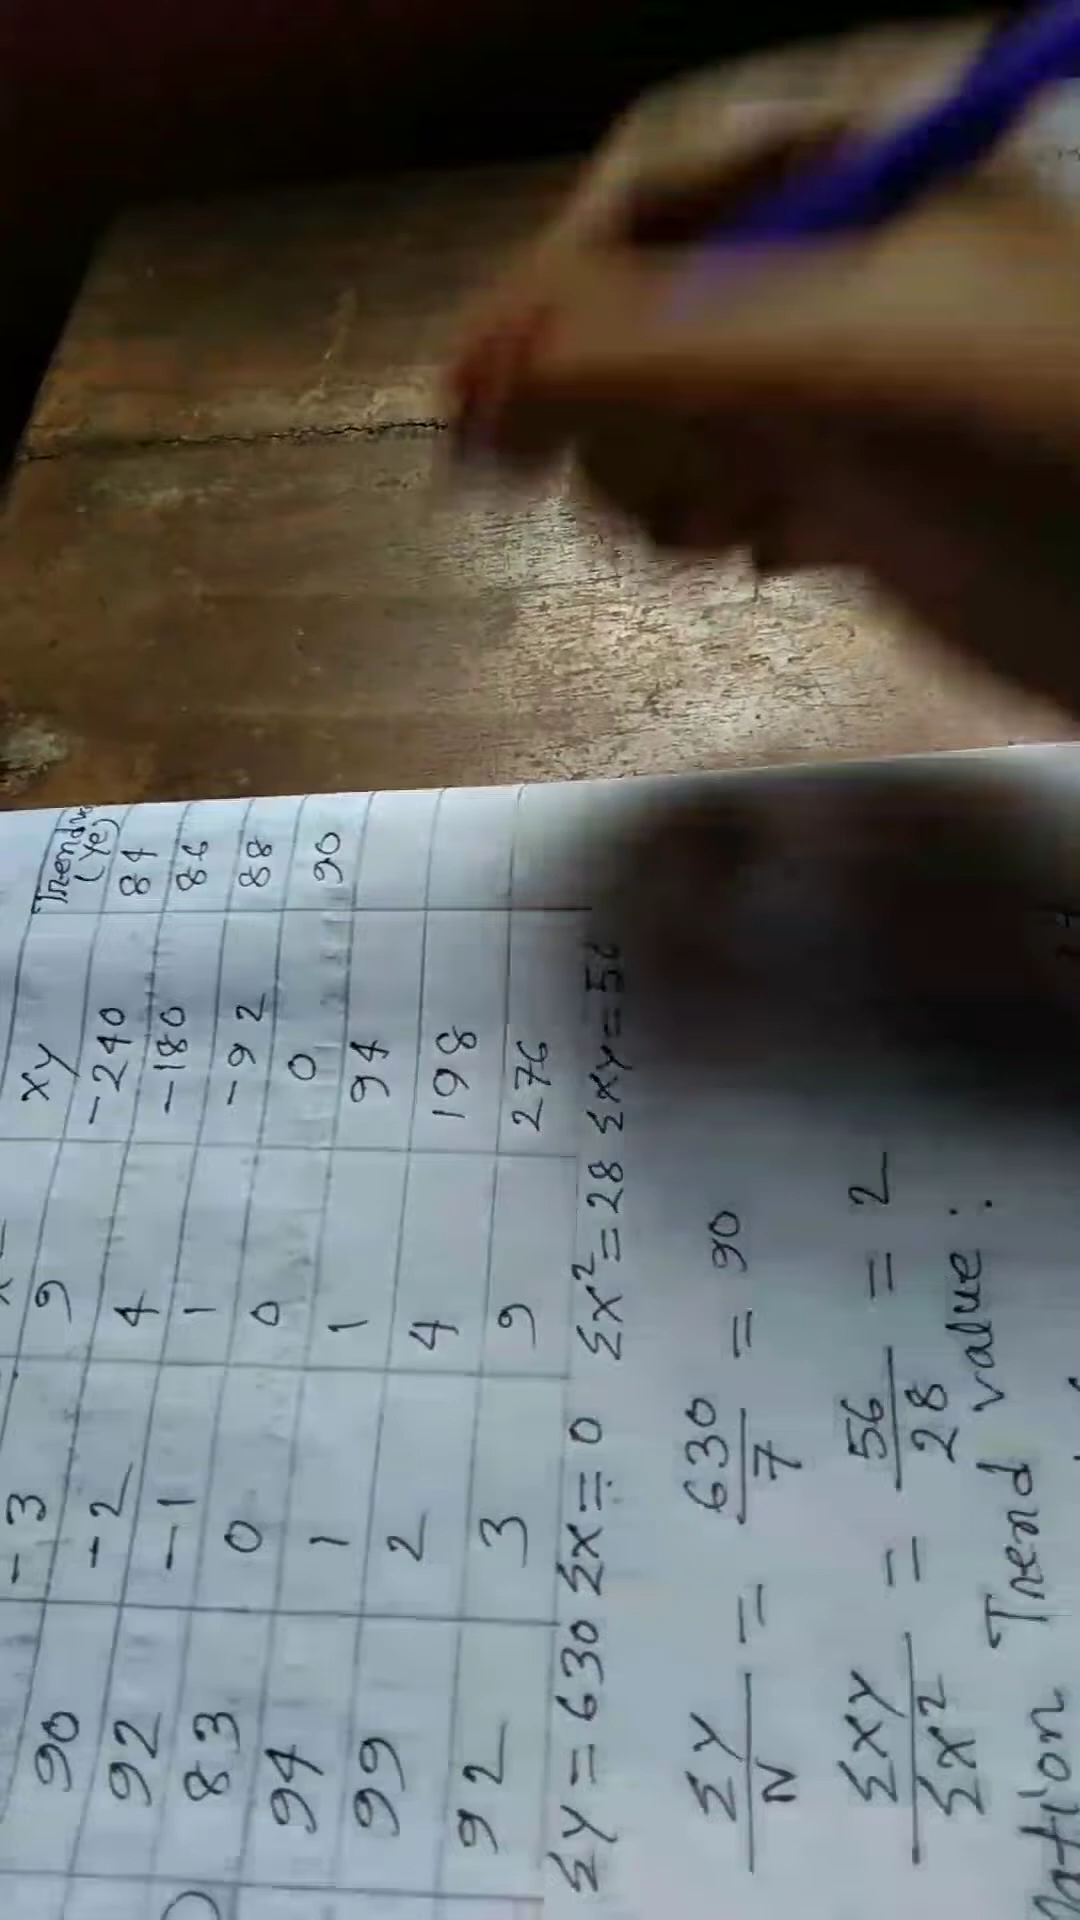 xy Trend (Ye)
-3 9 -240 84
90 -2 4 -180 86
92 -1 1 -92 88
83 0 0 0 90
94 1 1 94
99 2 4 198
92 3 9 276
Σy = 630 Σx = 0 Σx² = 28 Σxy = 56
Σy/N = 630/7 = 90
Σxy/Σx² = 56/28 = 2
Trend value :